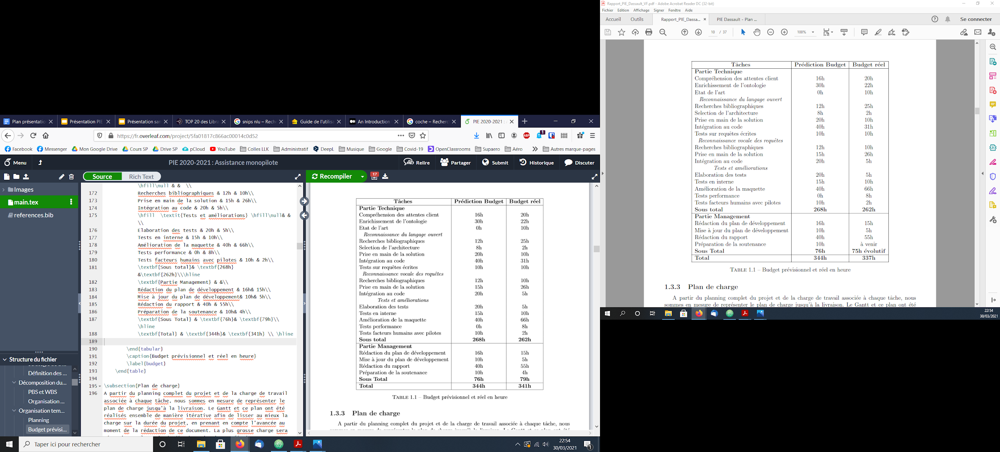 Plan présentatio
Présentation PIE
Présentation san
TOP 20 des Libra
snips nlu – Rech
Guide de l'utilisa
An Introduction
coche – Recherc
PIE 2020-2021 : A
https://fr.overleaf.com/project/5fa01817c866ac00014c0d52
1
Facebook Messenger Mon Google Drive Cours SP Drive SP pCloud YouTube Colles LLK Administratif DeepL Musique Google Covid-19 OpenClassrooms Supaero Aéro Autres marque-pages
Menu PIE 2020-2021 : Assistance monopilote Relire Partager Submit Historique Discuter
Source Rich Text Recompiler 17
Images
main.tex
references.bib
Structure du fichier
Définition des ...
Décomposition du...
PBS et WBS
Organisation ...
Organisation tem...
Planning
Budget prévisi...
\hfill\null & & \\
172 Recherches bibliographiques & 12h & 10h\\
173 Prise en main de la solution & 15h & 26h\\
174 Intégration au code & 20h & 5h\\
175 \hfill \textit{Tests et améliorations} \hfill\null& &
\\
176 Elaboration des tests & 20h & 5h\\
177 Tests en interne & 15h & 10h\\
178 Amélioration de la maquette & 40h & 66h\\
179 Tests performance & 0h & 8h\\
180 Tests facteurs humains avec pilotes & 10h & 2h\\
181 \textbf{Sous total}& \textbf{268h}
&\textbf{262h}\\\hline
182 \textbf{Partie Management} & &\\
183 Rédaction du plan de développement & 16h& 15h\\
184 Mise à jour du plan de développement& 10h& 5h\\
185 Rédaction du rapport & 40h & 55h\\
186 Préparation de la soutenance & 10h& 4h\\
187 \textbf{Sous Total} & \textbf{76h}& \textbf{79h}\\
\hline
188 \textbf{Total} & \textbf{344h}& \textbf{341h} \\ \hline
189
190 \end{tabular}
191 \caption{Budget prévisionnel et réel en heure}
192 \label{budget}
193 \end{table}
194
195 \subsection{Plan de charge}
196 A partir du planning complet du projet et de la charge de travail
associée à chaque tâche, nous sommes en mesure de représenter le
plan de charge jusqu'à la livraison. Le Gantt et ce plan ont été
réalisés ensemble de manière itérative afin de lisser au mieux la
charge sur la durée du projet, en prenant en compte l'avancée au
moment de la rédaction de ce document. La plus grosse charge sera
Tâches Prédiction Budget Budget réel
Partie Technique
Compréhension des attentes client 16h 20h
Enrichissement de l'ontologie 30h 22h
Etat de l'art 0h 10h
Reconnaissance du langage ouvert
Recherches bibliographiques 12h 25h
Selection de l'architecture 8h 2h
Prise en main de la solution 20h 10h
Intégration au code 40h 31h
Tests sur requêtes écrites 10h 10h
Reconnaissance vocale des requêtes
Recherches bibliographiques 12h 10h
Prise en main de la solution 15h 26h
Intégration au code 20h 5h
Tests et améliorations
Elaboration des tests 20h 5h
Tests en interne 15h 10h
Amélioration de la maquette 40h 66h
Tests performance 0h 8h
Tests facteurs humains avec pilotes 10h 2h
Sous total 268h 262h
Partie Management
Rédaction du plan de développement 16h 15h
Mise à jour du plan de développement 10h 5h
Rédaction du rapport 40h 55h
Préparation de la soutenance 10h 4h
Sous Total 76h 79h
Total 344h 341h
TABLE 1.1 – Budget prévisionnel et réel en heure
1.3.3 Plan de charge
A partir du planning complet du projet et de la charge de travail associée à chaque tâche, nous
Taper ici pour rechercher
22:54
30/03/2021
1
Rapport_PIE_Dassault_VF.pdf - Adobe Acrobat Reader DC (32-bit)
Fichier Edition Affichage Signer Fenêtre Aide
Accueil Outils Rapport_PIE_Dassa... PIE Dassault - Plan ... Se connecter
10 / 37 100%
Tâches Prédiction Budget Budget réel
Partie Technique
Compréhension des attentes client 16h 20h
Enrichissement de l'ontologie 30h 22h
Etat de l'art 0h 10h
Reconnaissance du langage ouvert
Recherches bibliographiques 12h 25h
Selection de l'architecture 8h 2h
Prise en main de la solution 20h 10h
Intégration au code 40h 31h
Tests sur requêtes écrites 10h 10h
Reconnaissance vocale des requêtes
Recherches bibliographiques 12h 10h
Prise en main de la solution 15h 26h
Intégration au code 20h 5h
Tests et améliorations
Elaboration des tests 20h 5h
Tests en interne 15h 10h
Amélioration de la maquette 40h 66h
Tests performance 0h 8h
Tests facteurs humains avec pilotes 10h 2h
Sous total 268h 262h
Partie Management
Rédaction du plan de développement 16h 15h
Mise à jour du plan de développement 10h 5h
Rédaction du rapport 40h 55h
Préparation de la soutenance 10h à venir
Sous Total 76h 75h évolutif
Total 344h 337h
TABLE 1.1 – Budget prévisionnel et réel en heure
1.3.3 Plan de charge
A partir du planning complet du projet et de la charge de travail associée à chaque tâche, nous
sommes en mesure de représenter le plan de charge jusqu'à la livraison. Le Gantt et ce plan ont été
22:54
30/03/2021